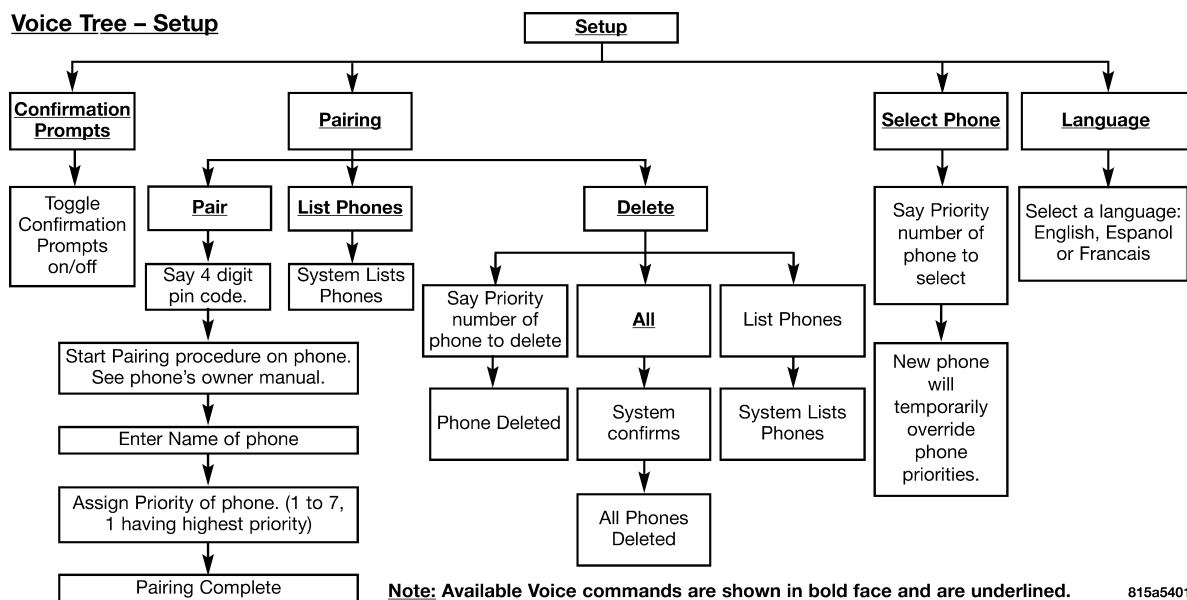 Voice Tree – Setup
Setup
Confirmation
Prompts
Pairing
Select Phone
Language
Toggle
Confirmation
Prompts
on/off
Pair
List Phones
Delete
Say Priority
number of
phone to
select
Select a language:
English, Espanol
or Francais
Say 4 digit
pin code.
System Lists
Phones
Say Priority
number of
phone to delete
All
List Phones
Start Pairing procedure on phone.
See phone's owner manual.
New phone
will
temporarily
override
phone
priorities.
Phone Deleted
System
confirms
System Lists
Phones
Enter Name of phone
Assign Priority of phone. (1 to 7,
1 having highest priority)
All Phones
Deleted
Pairing Complete
Note: Available Voice commands are shown in bold face and are underlined.
815a5401